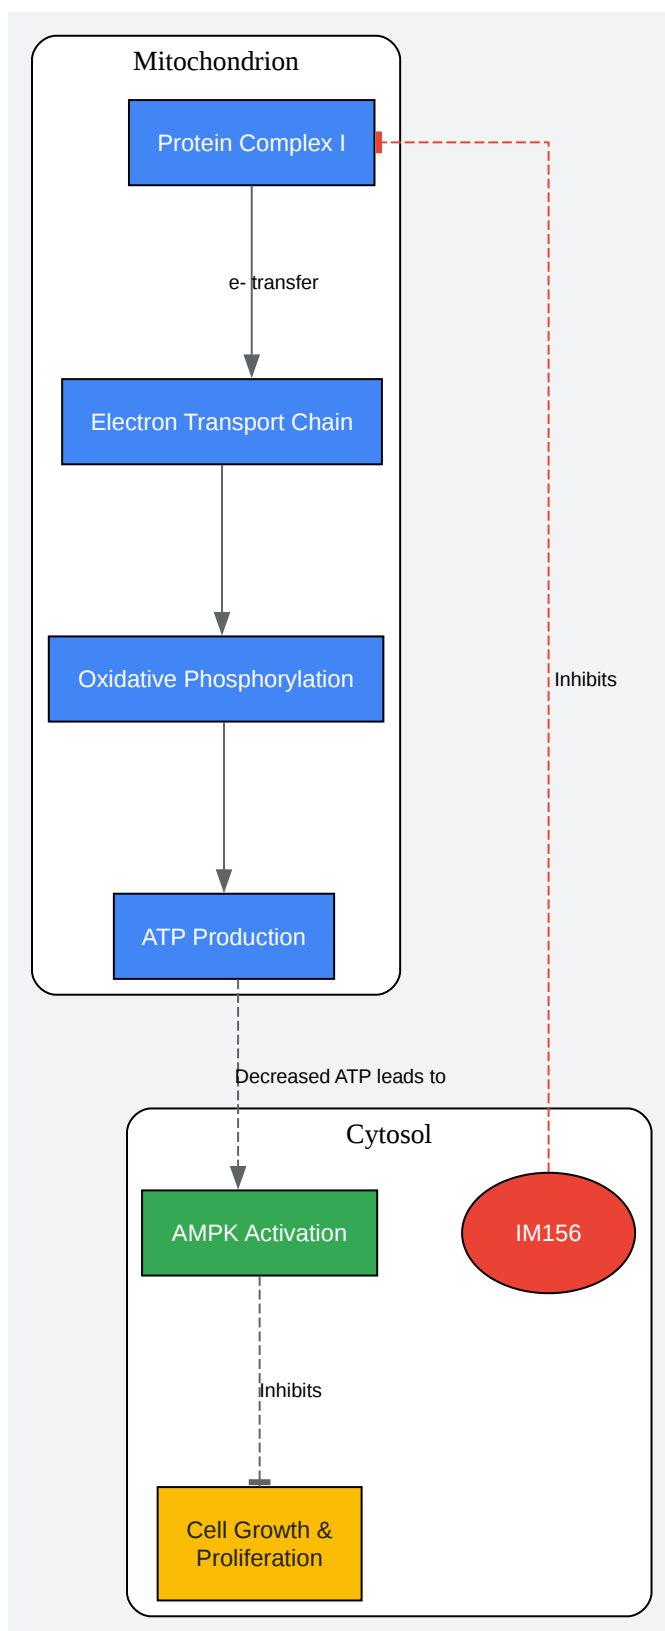 Mitochondrion
Protein Complex I
e- transfer
Electron Transport Chain
Oxidative Phosphorylation
Inhibits
ATP Production
Decreased ATP leads to
Cytosol
AMPK Activation
IM156
Inhibits
Cell Growth &
Proliferation